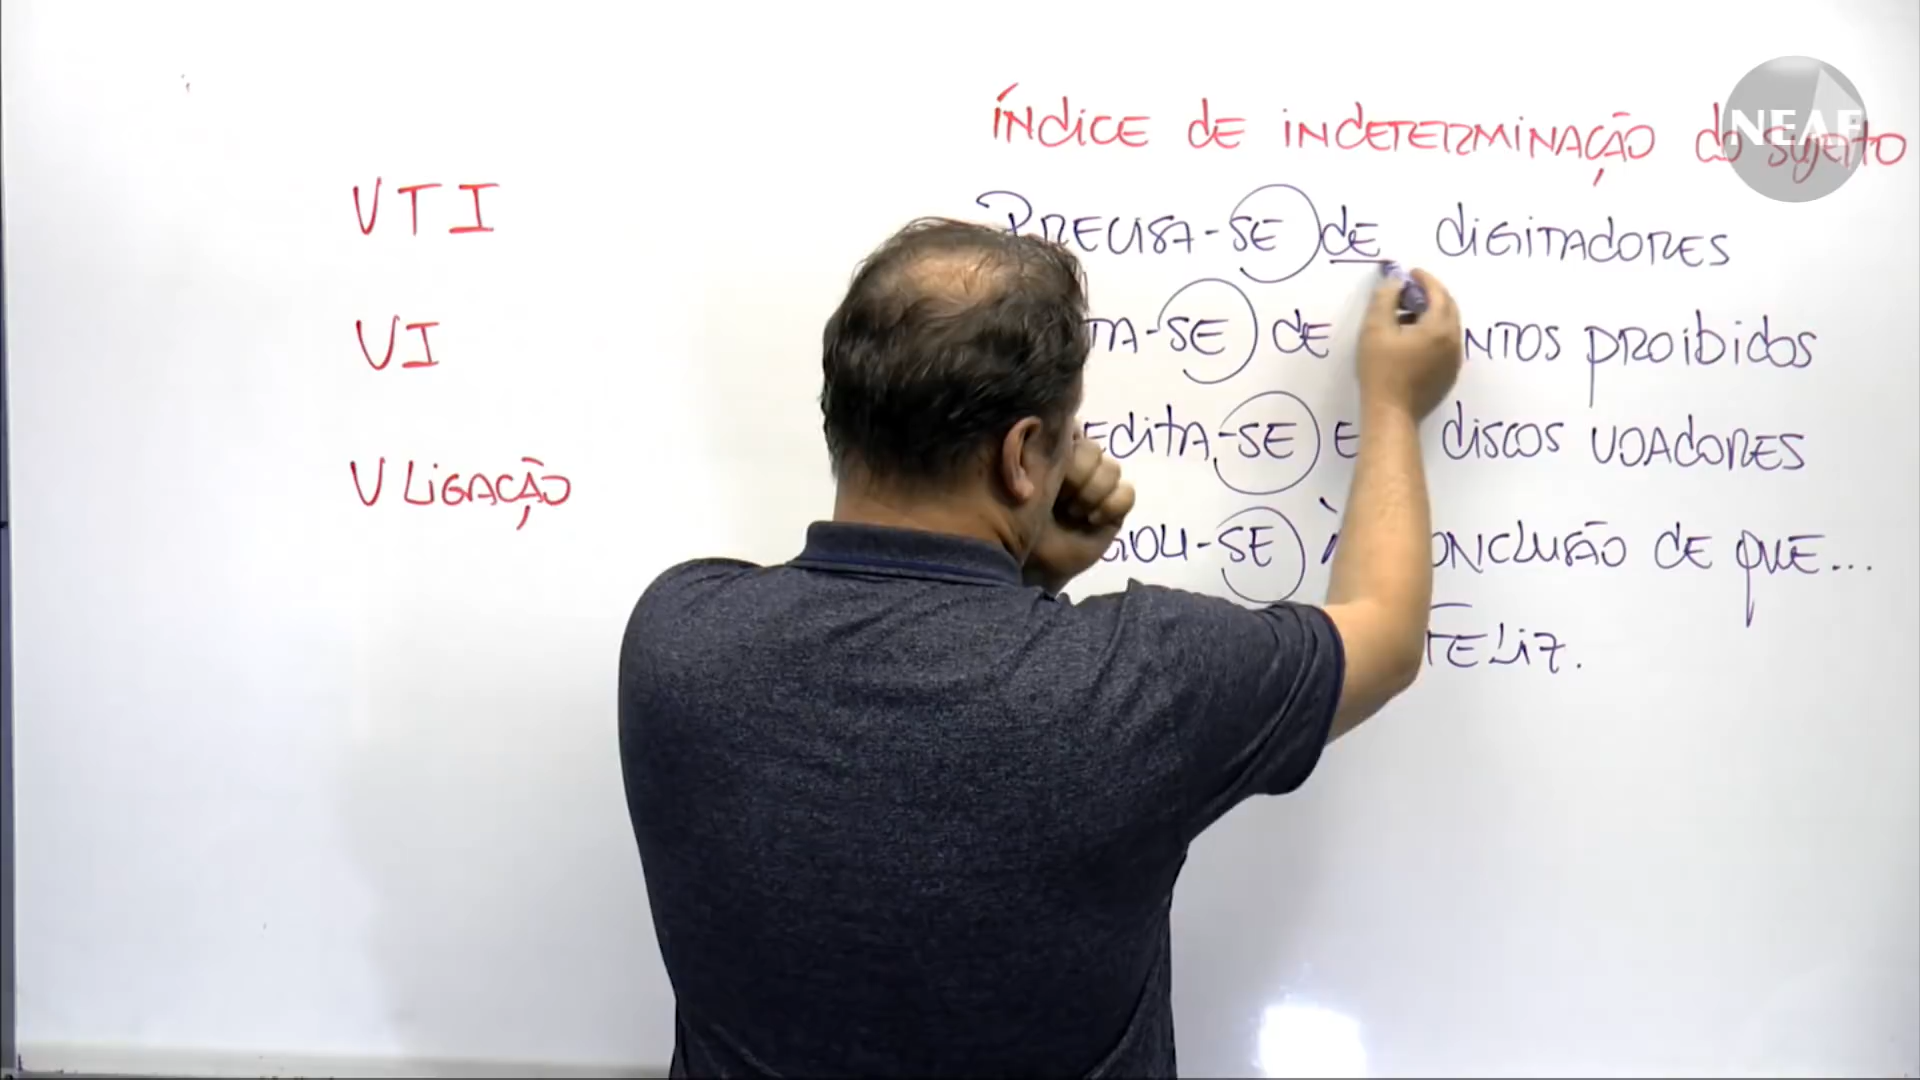 VTI
VI
V LIGAÇÃO
ÍNDICE DE INDETERMINAÇÃO DO SUJEITO
PRECISA-SE DE DIGITADORES
TA-SE DE NTOS PROIBIDOS
EDITA-SE E DISCOS VOADORES
GOU-SE À ONCLUSÃO DE QUE...
FELIZ.
NEAF